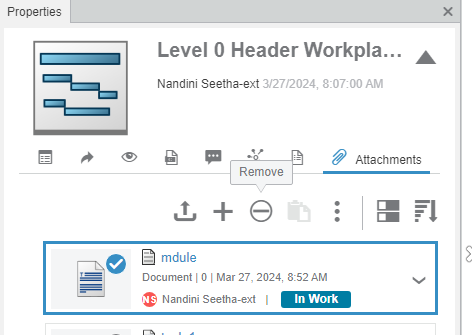 Properties
Level 0 Header Workpla...
Nandini Seetha-ext 3/27/2024, 8:07:00 AM
Attachments
Remove
mdule
Document | 0 | Mar 27, 2024, 8:52 AM
NS Nandini Seetha-ext | In Work